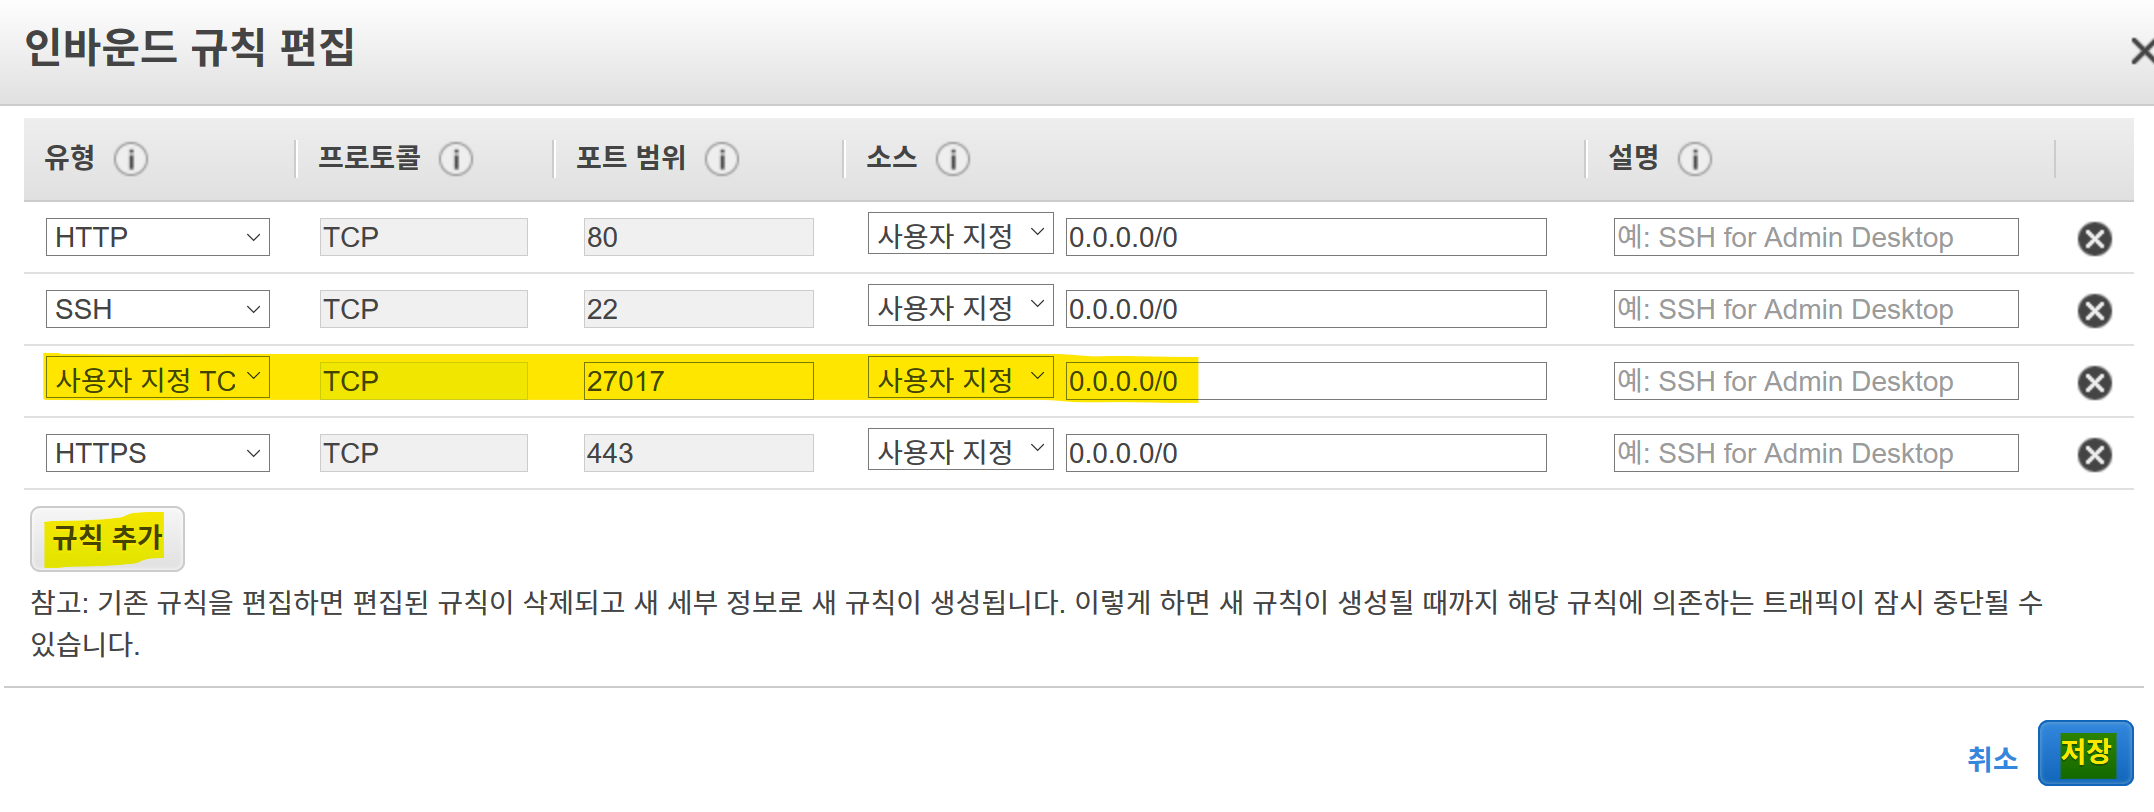 인바운드 규칙 편집
유형 프로토콜 포트 범위 소스 설명
HTTP TCP 80 사용자 지정 0.0.0.0/0 예: SSH for Admin Desktop
SSH TCP 22 사용자 지정 0.0.0.0/0 예: SSH for Admin Desktop
사용자 지정 TC TCP 27017 사용자 지정 0.0.0.0/0 예: SSH for Admin Desktop
HTTPS TCP 443 사용자 지정 0.0.0.0/0 예: SSH for Admin Desktop
규칙 추가
참고: 기존 규칙을 편집하면 편집된 규칙이 삭제되고 새 세부 정보로 새 규칙이 생성됩니다. 이렇게 하면 새 규칙이 생성될 때까지 해당 규칙에 의존하는 트래픽이 잠시 중단될 수
있습니다.
취소 저장